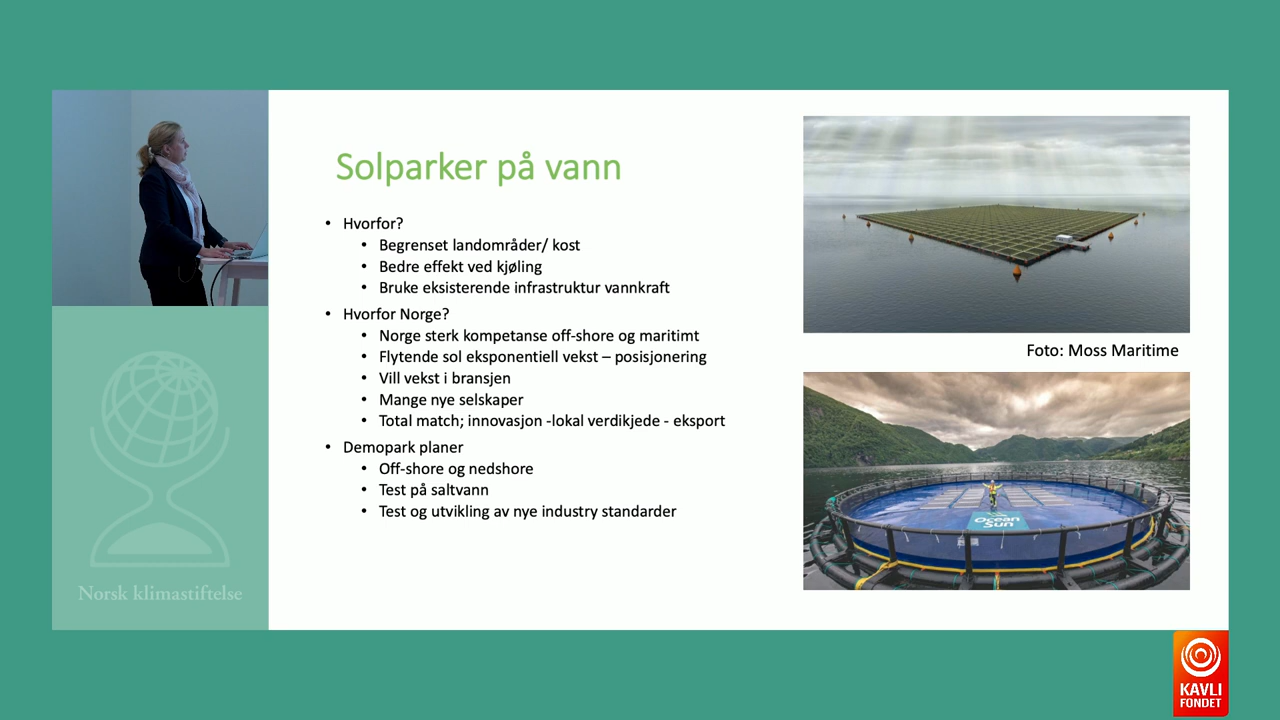 Solparker på vann
• Hvorfor?
• Begrenset landområder/ kost
• Bedre effekt ved kjøling
• Bruke eksisterende infrastruktur vannkraft
• Hvorfor Norge?
• Norge sterk kompetanse off-shore og maritimt
• Flytende sol eksponentiell vekst – posisjonering
• Vill vekst i bransjen
• Mange nye selskaper
• Total match; innovasjon -lokal verdikjede - eksport
• Demopark planer
• Off-shore og nedshore
• Test på saltvann
• Test og utvikling av nye industry standarder
Foto: Moss Maritime
Ocean
Sun
Norsk klimastiftelse
KAVLI
FONDET